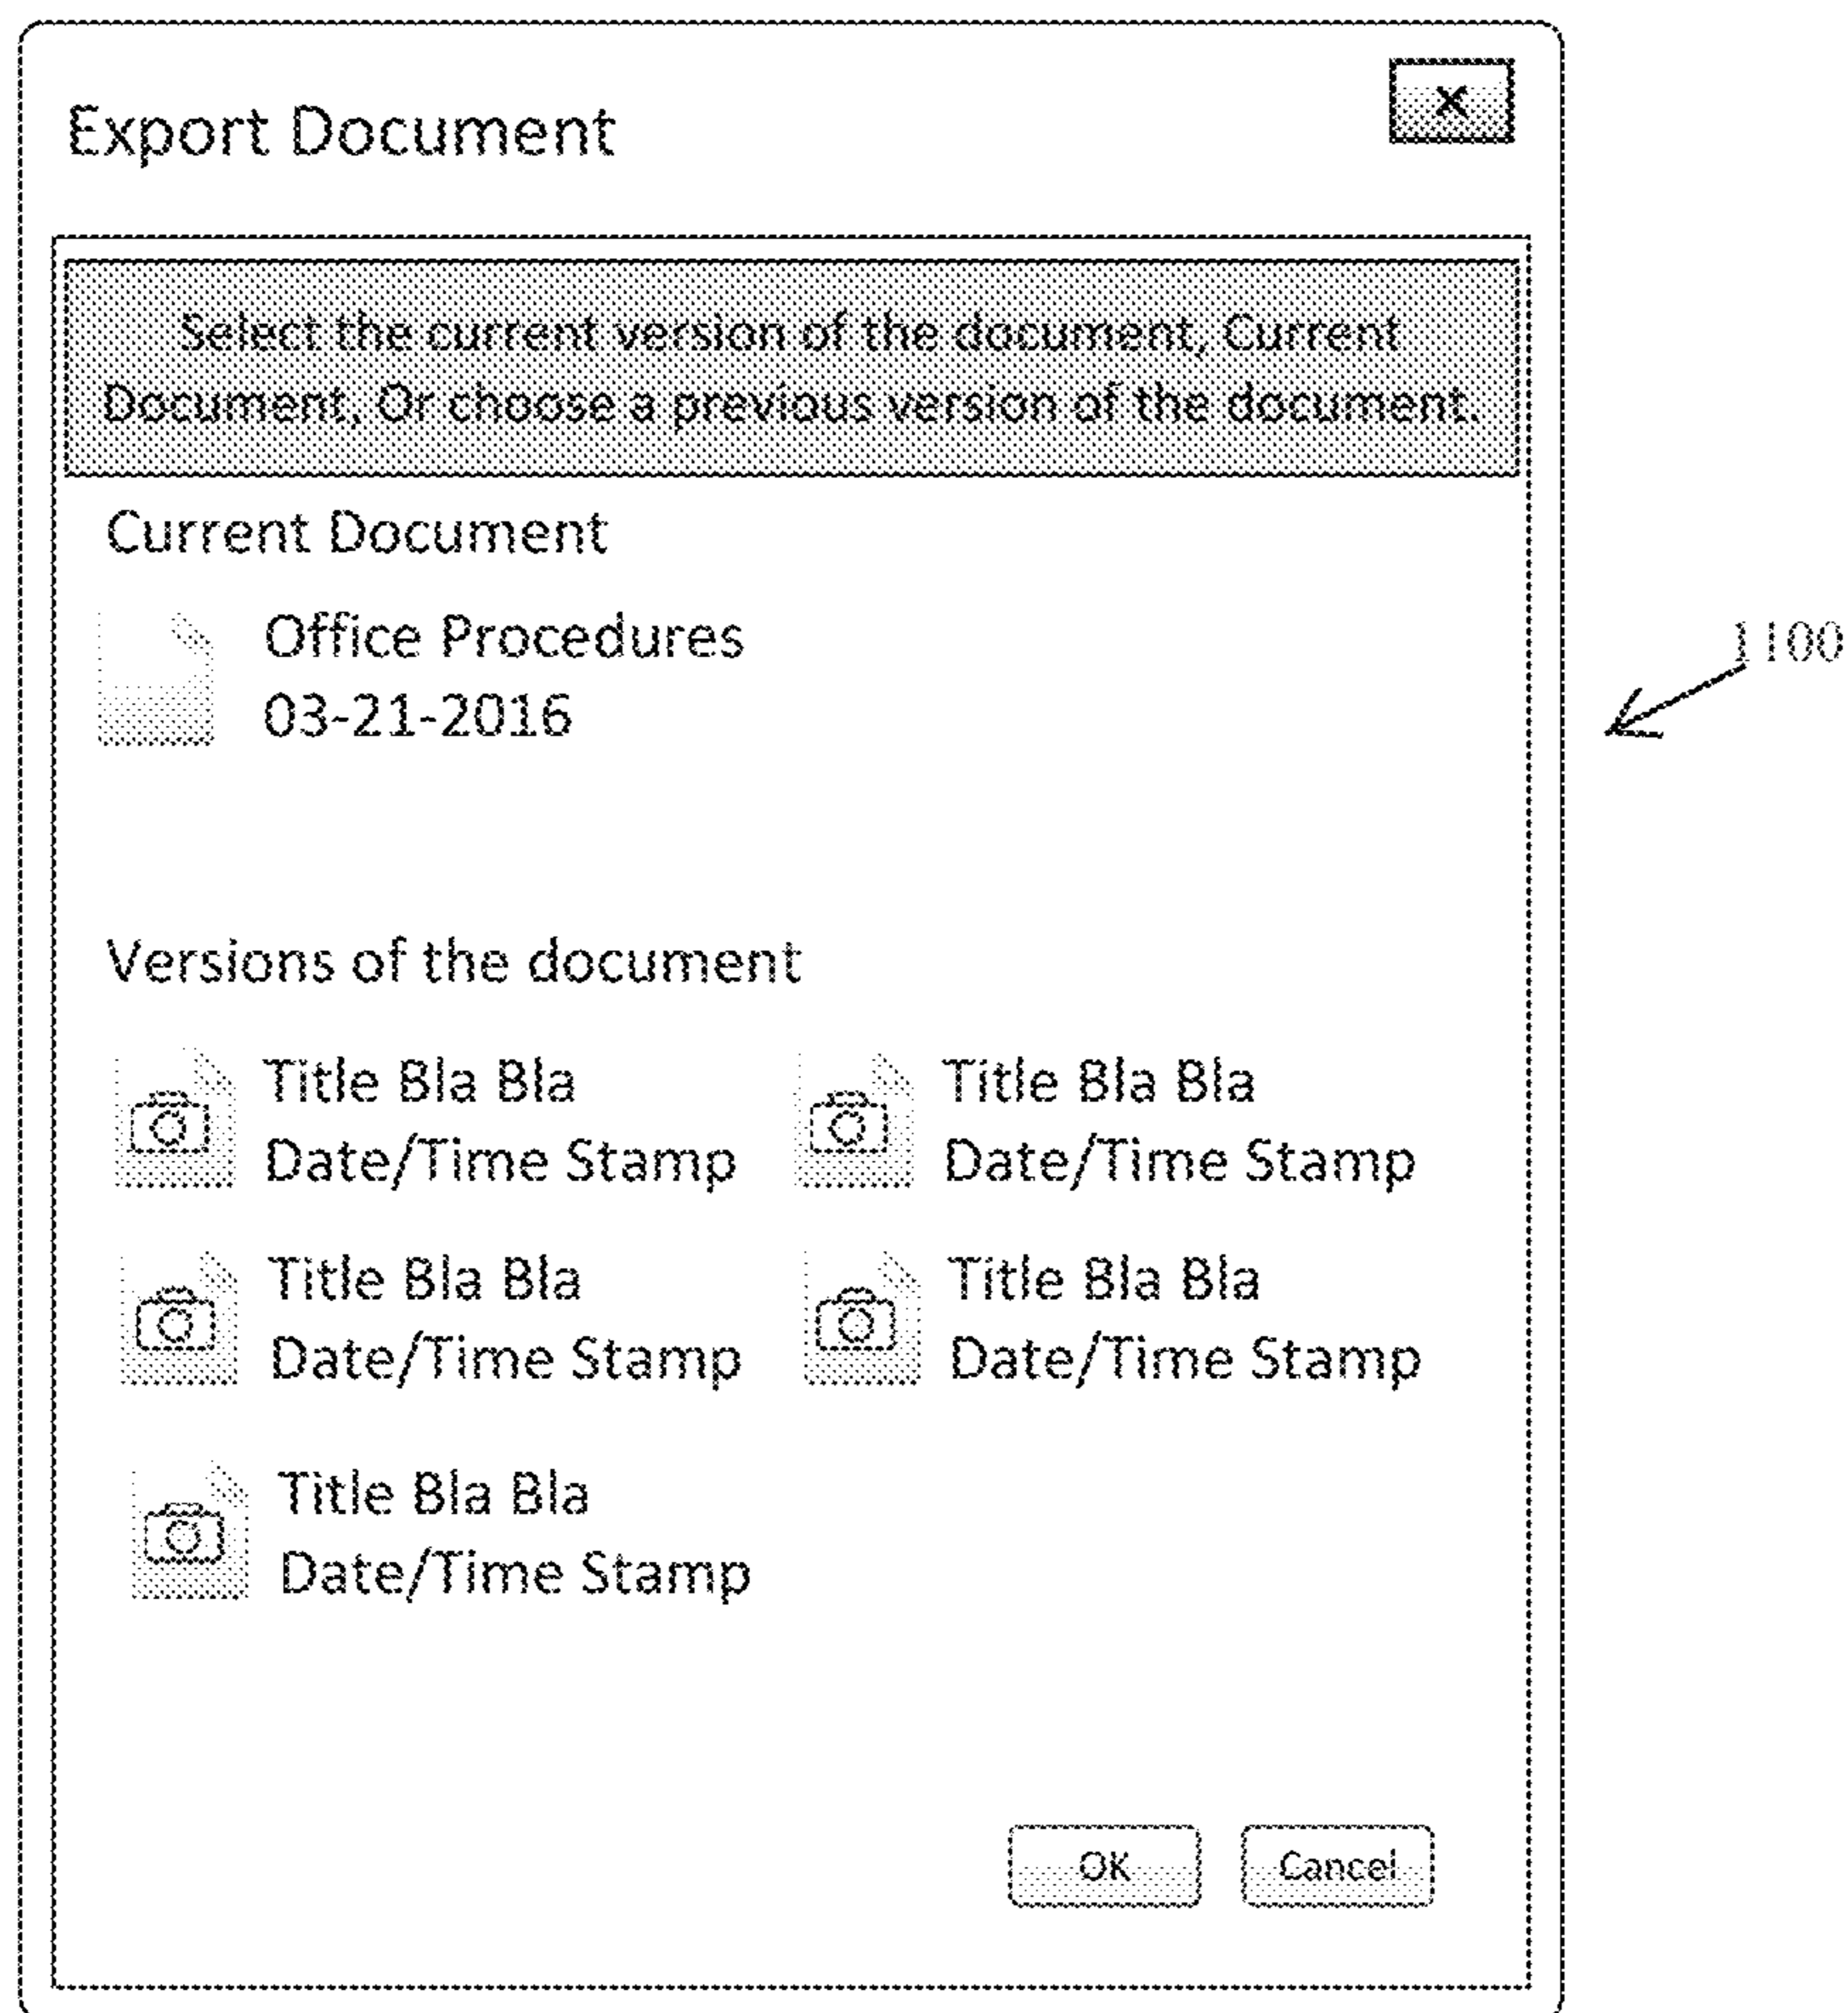 Export Document
x
Select the current version of the document, Current
Document, Or choose a previous version of the document.
Current Document
Office Procedures
03-21-2016
1100
Versions of the document
Title Bla Bla
Date/Time Stamp
Title Bla Bla
Date/Time Stamp
Title Bla Bla
Date/Time Stamp
Title Bla Bla
Date/Time Stamp
Title Bla Bla
Date/Time Stamp
OK
Cancel